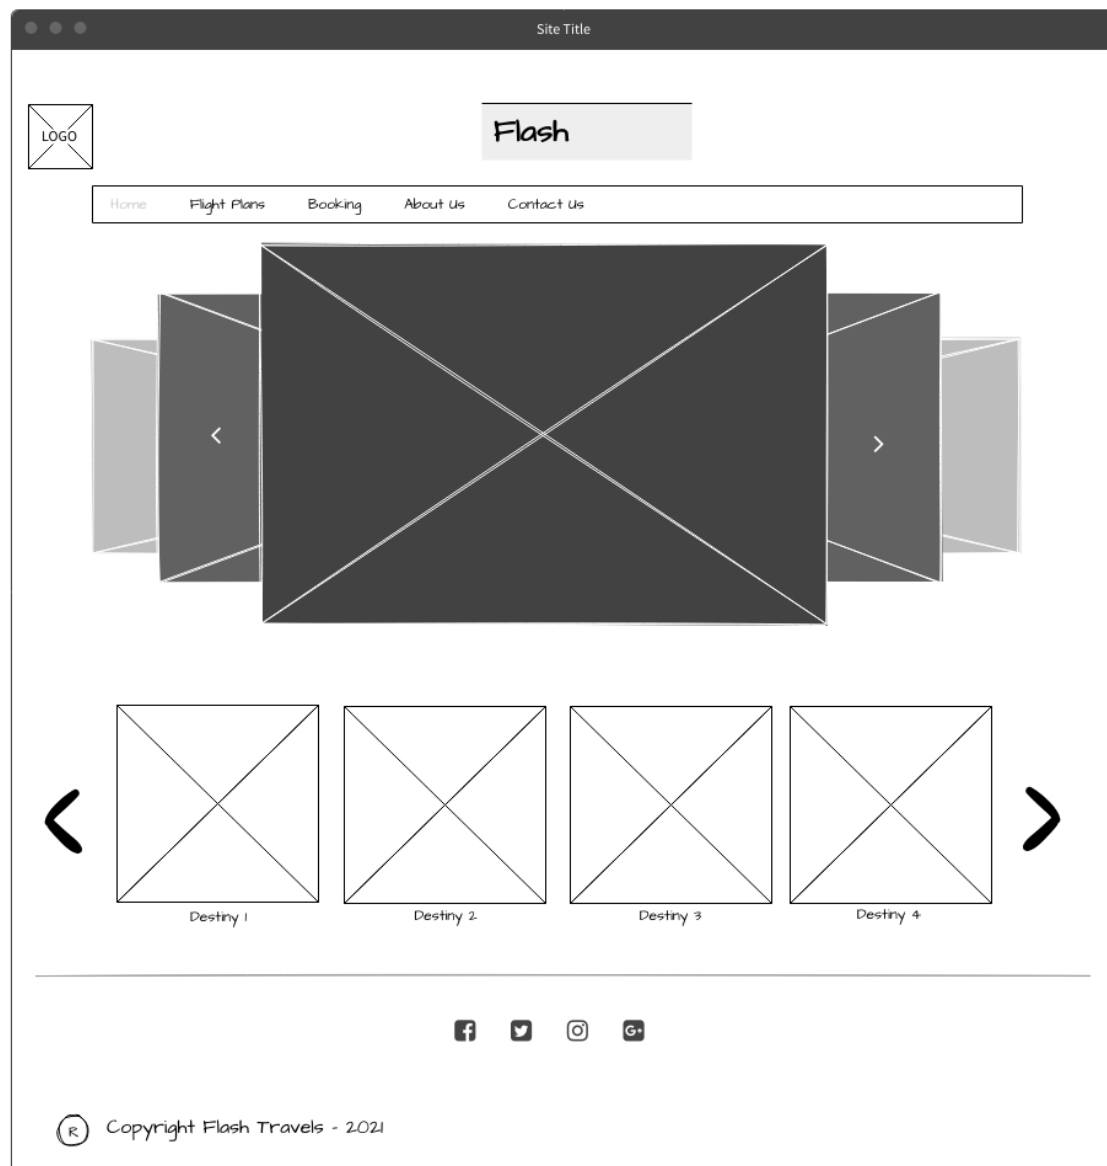 Site Title
LOGO
Flash
Home Flight Plans Booking About Us Contact Us
Destiny 1 Destiny 2 Destiny 3 Destiny 4
R Copyright Flash Travels - 2021